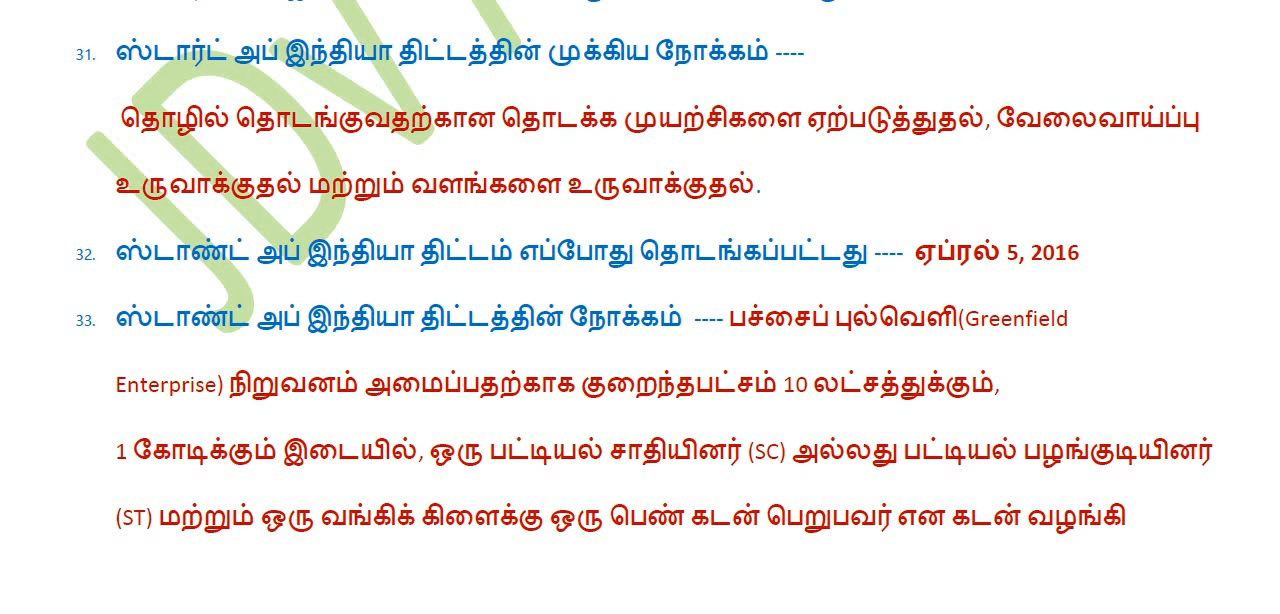 31. ஸ்டார்ட் அப் இந்தியா திட்டத்தின் முக்கிய நோக்கம் ----
தொழில் தொடங்குவதற்கான தொடக்க முயற்சிகளை ஏற்படுத்துதல், வேலைவாய்ப்பு
உருவாக்குதல் மற்றும் வளங்களை உருவாக்குதல்.
32. ஸ்டாண்ட் அப் இந்தியா திட்டம் எப்போது தொடங்கப்பட்டது ---- ஏப்ரல் 5, 2016
33. ஸ்டாண்ட் அப் இந்தியா திட்டத்தின் நோக்கம் ---- பச்சைப் புல்வெளி(Greenfield
Enterprise) நிறுவனம் அமைப்பதற்காக குறைந்தபட்சம் 10 லட்சத்துக்கும்,
1 கோடிக்கும் இடையில், ஒரு பட்டியல் சாதியினர் (SC) அல்லது பட்டியல் பழங்குடியினர்
(ST) மற்றும் ஒரு வங்கிக் கிளைக்கு ஒரு பெண் கடன் பெறுபவர் என கடன் வழங்கி